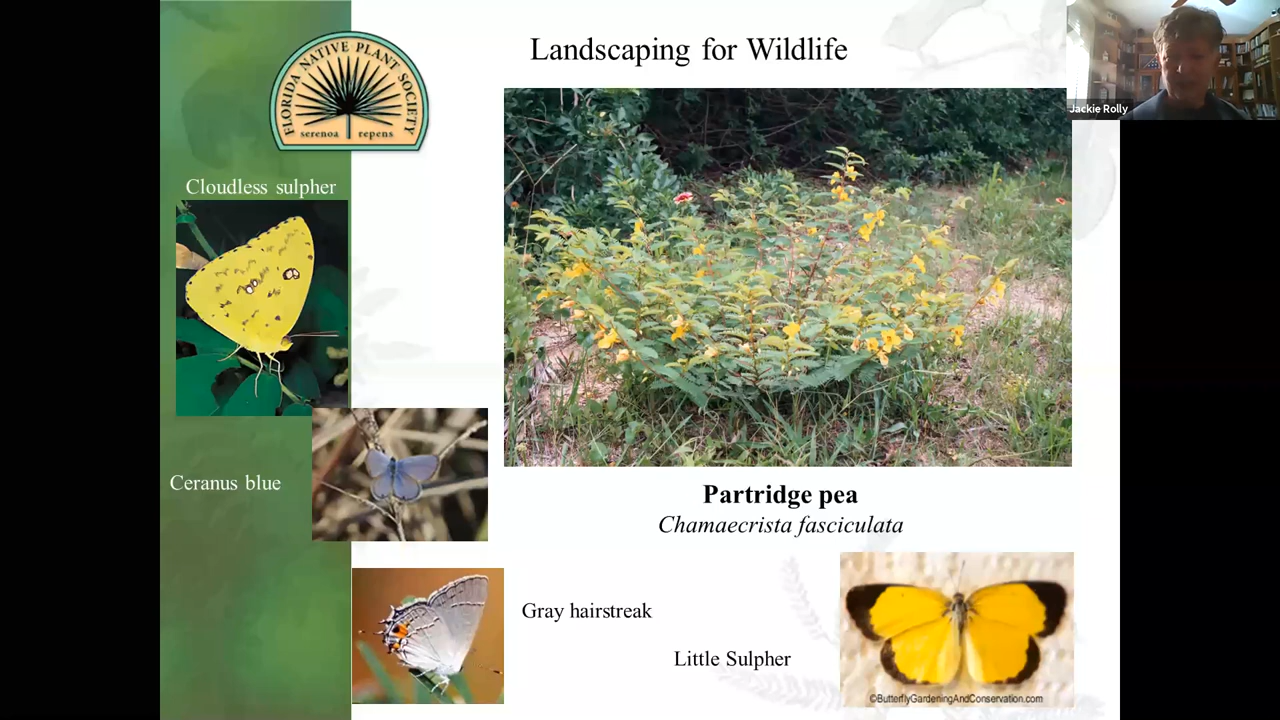 Landscaping for Wildlife
FLORIDA NATIVE PLANT SOCIETY
serenoa repens
Jackie Rolly
Cloudless sulpher
Ceranus blue
Partridge pea
Chamaecrista fasciculata
Gray hairstreak
Little Sulpher
©ButterflyGardeningAndConservation.com